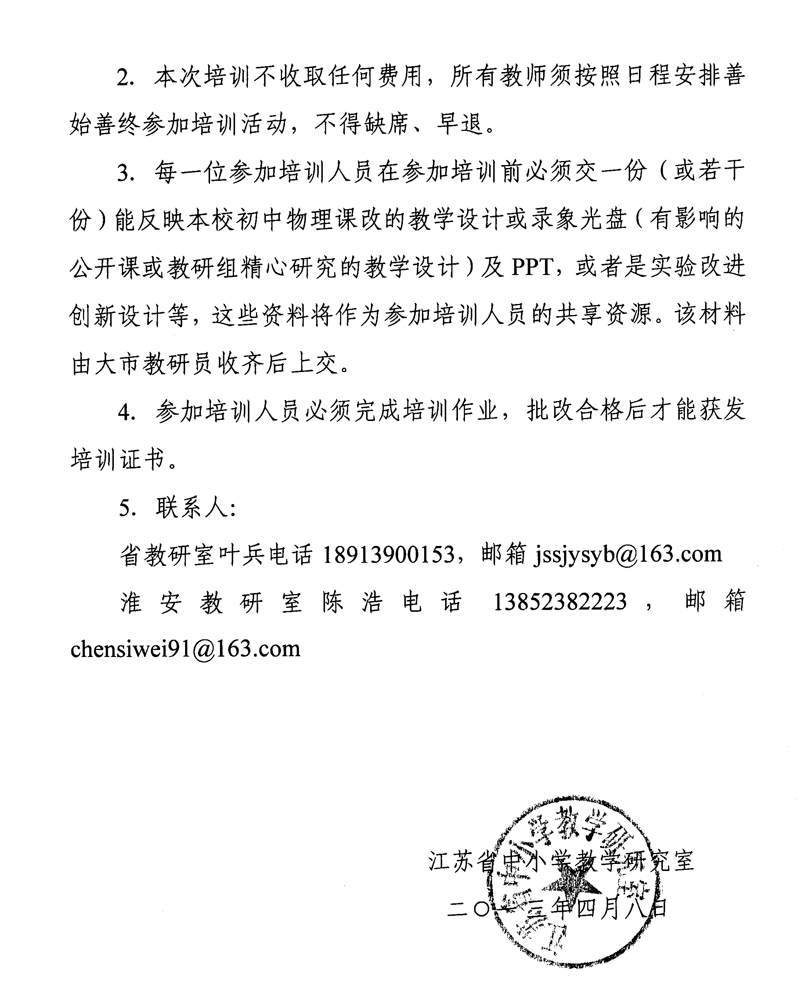 2. 本次培训不收取任何费用，所有教师须按照日程安排善
始善终参加培训活动，不得缺席、早退。
3. 每一位参加培训人员在参加培训前必须交一份（或若干
份）能反映本校初中物理课改的教学设计或录象光盘（有影响的
公开课或教研组精心研究的教学设计）及 PPT，或者是实验改进
创新设计等，这些资料将作为参加培训人员的共享资源。该材料
由大市教研员收齐后上交。
4. 参加培训人员必须完成培训作业，批改合格后才能获发
培训证书。
5. 联系人:
省教研室叶兵电话 18913900153，邮箱 jssjysyb@163.com
淮安教研室陈浩电话 13852382223，邮箱
chensiwei91@163.com
江苏省中小学教学研究室
江苏省中小学教学研究室
二〇一三年四月八日